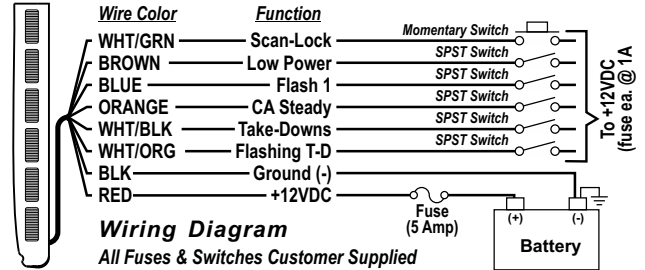 Wire Color Function
WHT/GRN Scan-Lock Momentary Switch
BROWN Low Power SPST Switch
BLUE Flash 1 SPST Switch
ORANGE CA Steady SPST Switch
WHT/BLK Take-Downs SPST Switch
WHT/ORG Flashing T-D SPST Switch
BLK Ground (-)
RED +12VDC
To +12VDC
(fuse ea. @ 1A
Fuse
(5 Amp)
(+) (-)
Battery
Wiring Diagram
All Fuses & Switches Customer Supplied